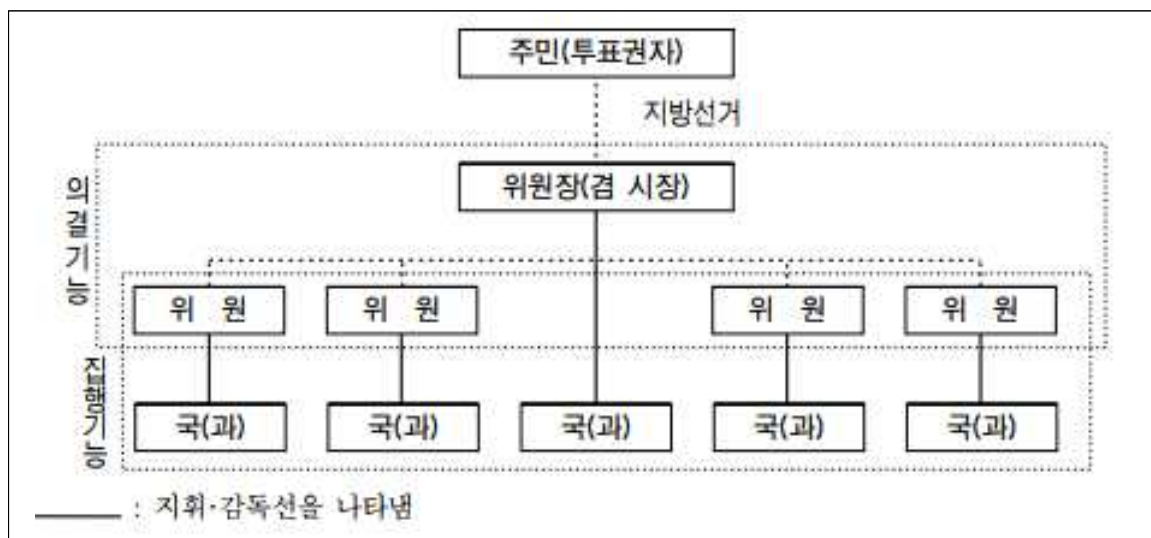 주민(투표권자)
지방선거
의결기능
위원장(겸 시장)
위 원
위 원
위 원
위 원
집행기능
국(과)
국(과)
국(과)
국(과)
국(과)
: 지휘·감독선을 나타냄